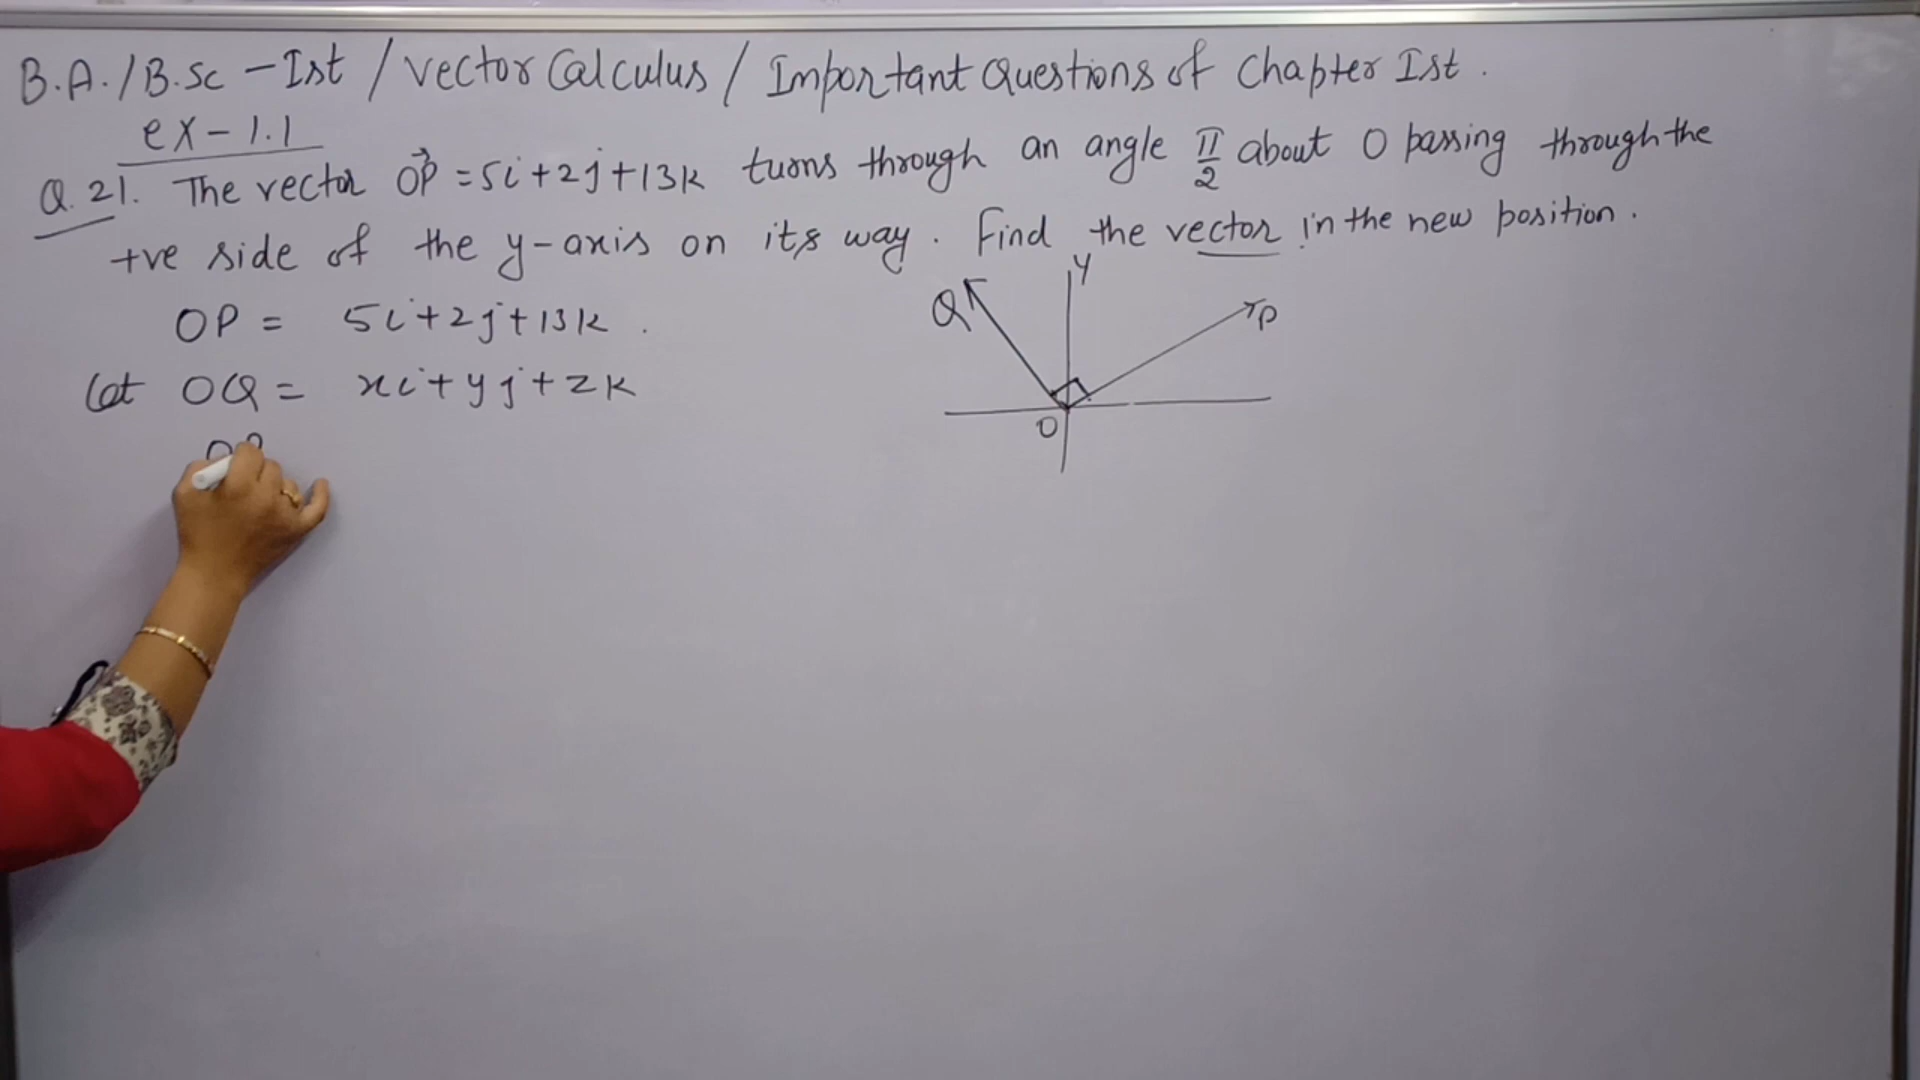 B.A./B.Sc - Ist / Vector Calculus / Important Questions of Chapter Ist.
ex - 1.1
Q. 21. The vector OP⃗ = 5i+2j+13k turns through an angle π/2 about O passing through the
+ve side of the y-axis on its way. Find the vector in the new position.
OP = 5i+2j+13k.
Let OQ = xi+yj+zk
Y
Q
P
O